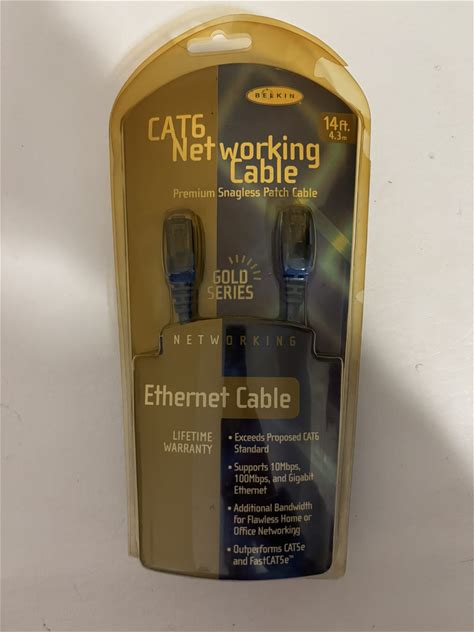 BELKIN
14 ft.
4.3m
CAT6
Networking
Cable
Premium Snagless Patch Cable
GOLD
SERIES
NETWORKING
Ethernet Cable
LIFETIME
WARRANTY
• Exceeds Proposed CAT6
Standard
• Supports 10Mbps,
100Mbps, and Gigabit
Ethernet
• Additional Bandwidth
for Flawless Home or
Office Networking
• Outperforms CAT5e
and FastCAT5e™